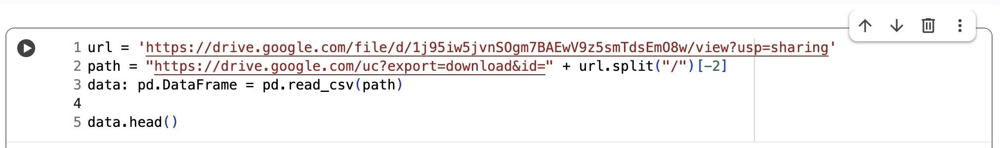 1 url = 'https://drive.google.com/file/d/1j95iw5jvnSOgm7BAEwV9z5smTdsEmO8w/view?usp=sharing'
2 path = "https://drive.google.com/uc?export=download&id=" + url.split("/")[-2]
3 data: pd.DataFrame = pd.read_csv(path)
4
5 data.head()